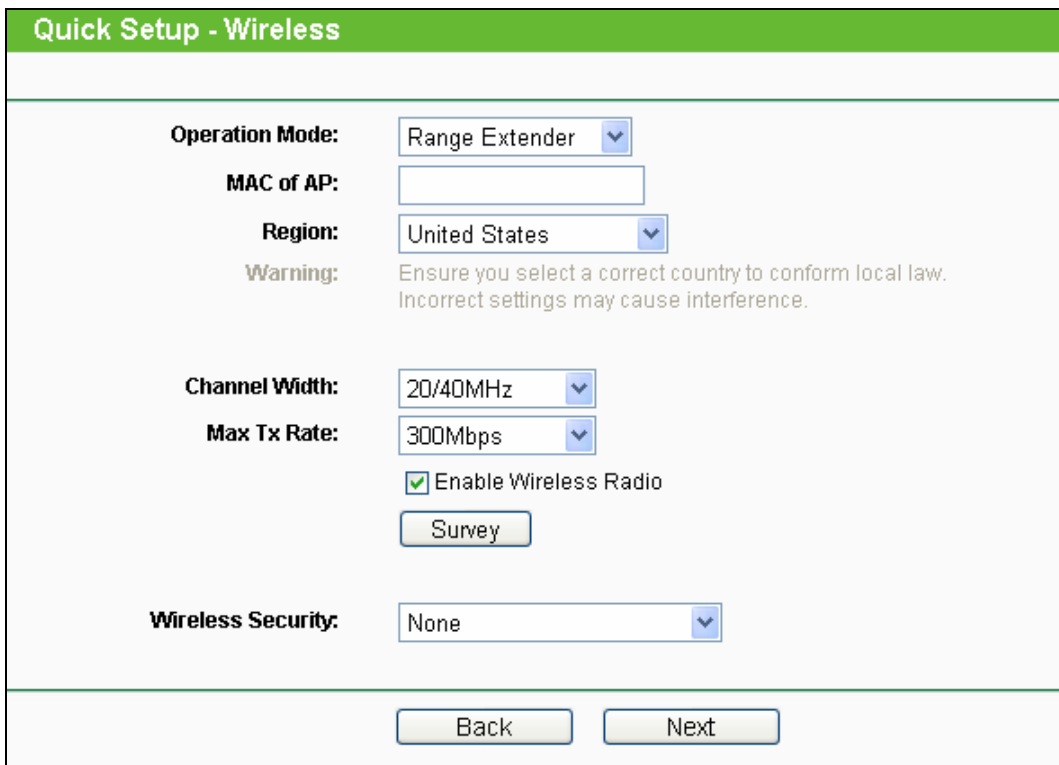 Quick Setup - Wireless
Operation Mode: Range Extender
MAC of AP:
Region: United States
Warning: Ensure you select a correct country to conform local law.
Incorrect settings may cause interference.
Channel Width: 20/40MHz
Max Tx Rate: 300Mbps
Enable Wireless Radio
Survey
Wireless Security: None
Back Next